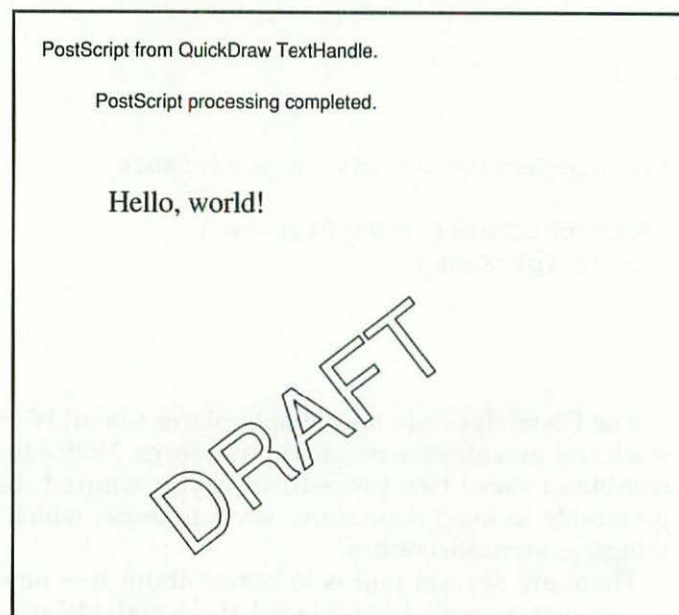 PostScript from QuickDraw TextHandle.
PostScript processing completed.
Hello, world!
DRAFT